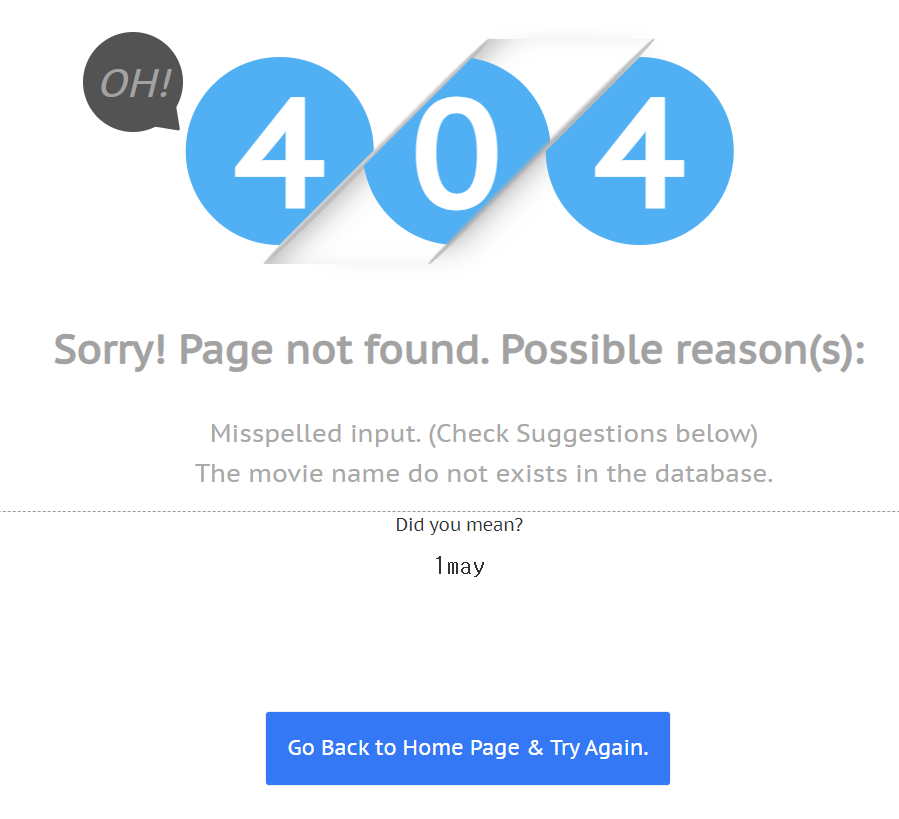 OH!
404
Sorry! Page not found. Possible reason(s):
Misspelled input. (Check Suggestions below)
The movie name do not exists in the database.
Did you mean?
1may
Go Back to Home Page & Try Again.